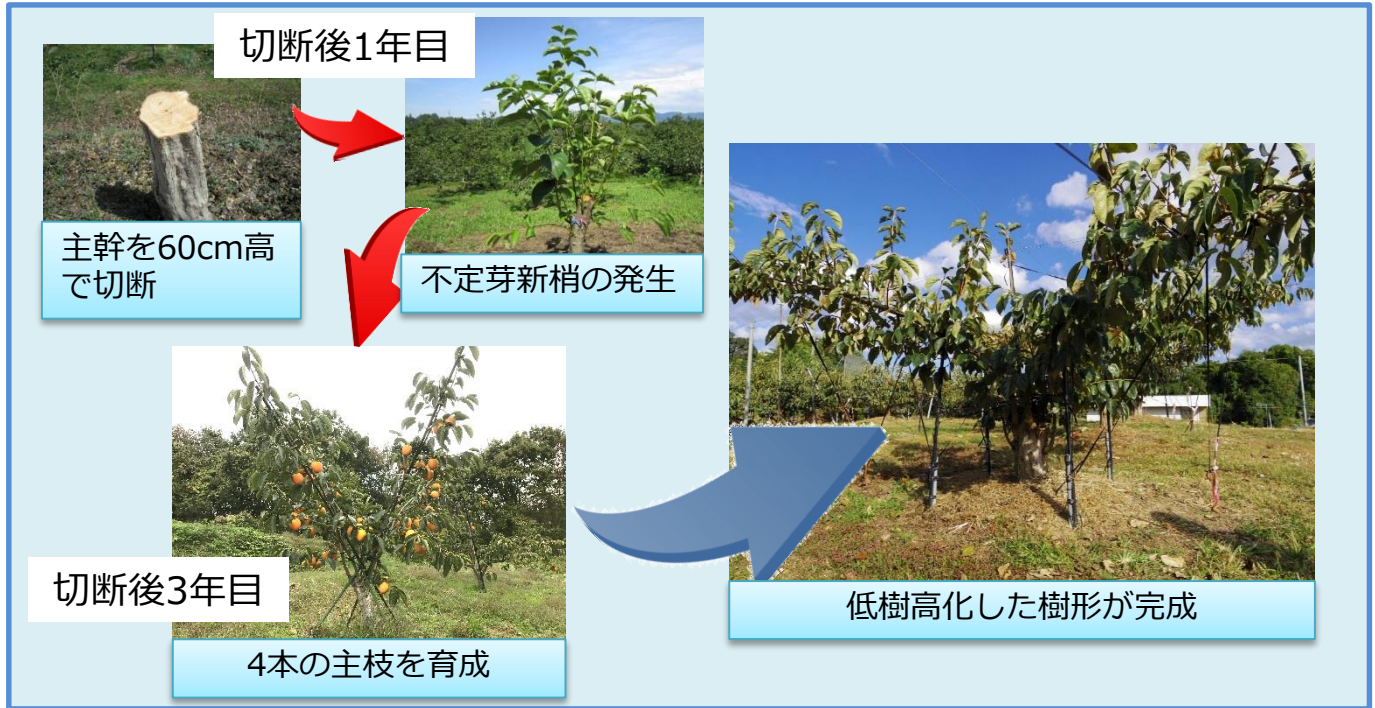 切断後1年目
主幹を60cm高
で切断
不定芽新梢の発生
切断後3年目
4本の主枝を育成
低樹高化した樹形が完成